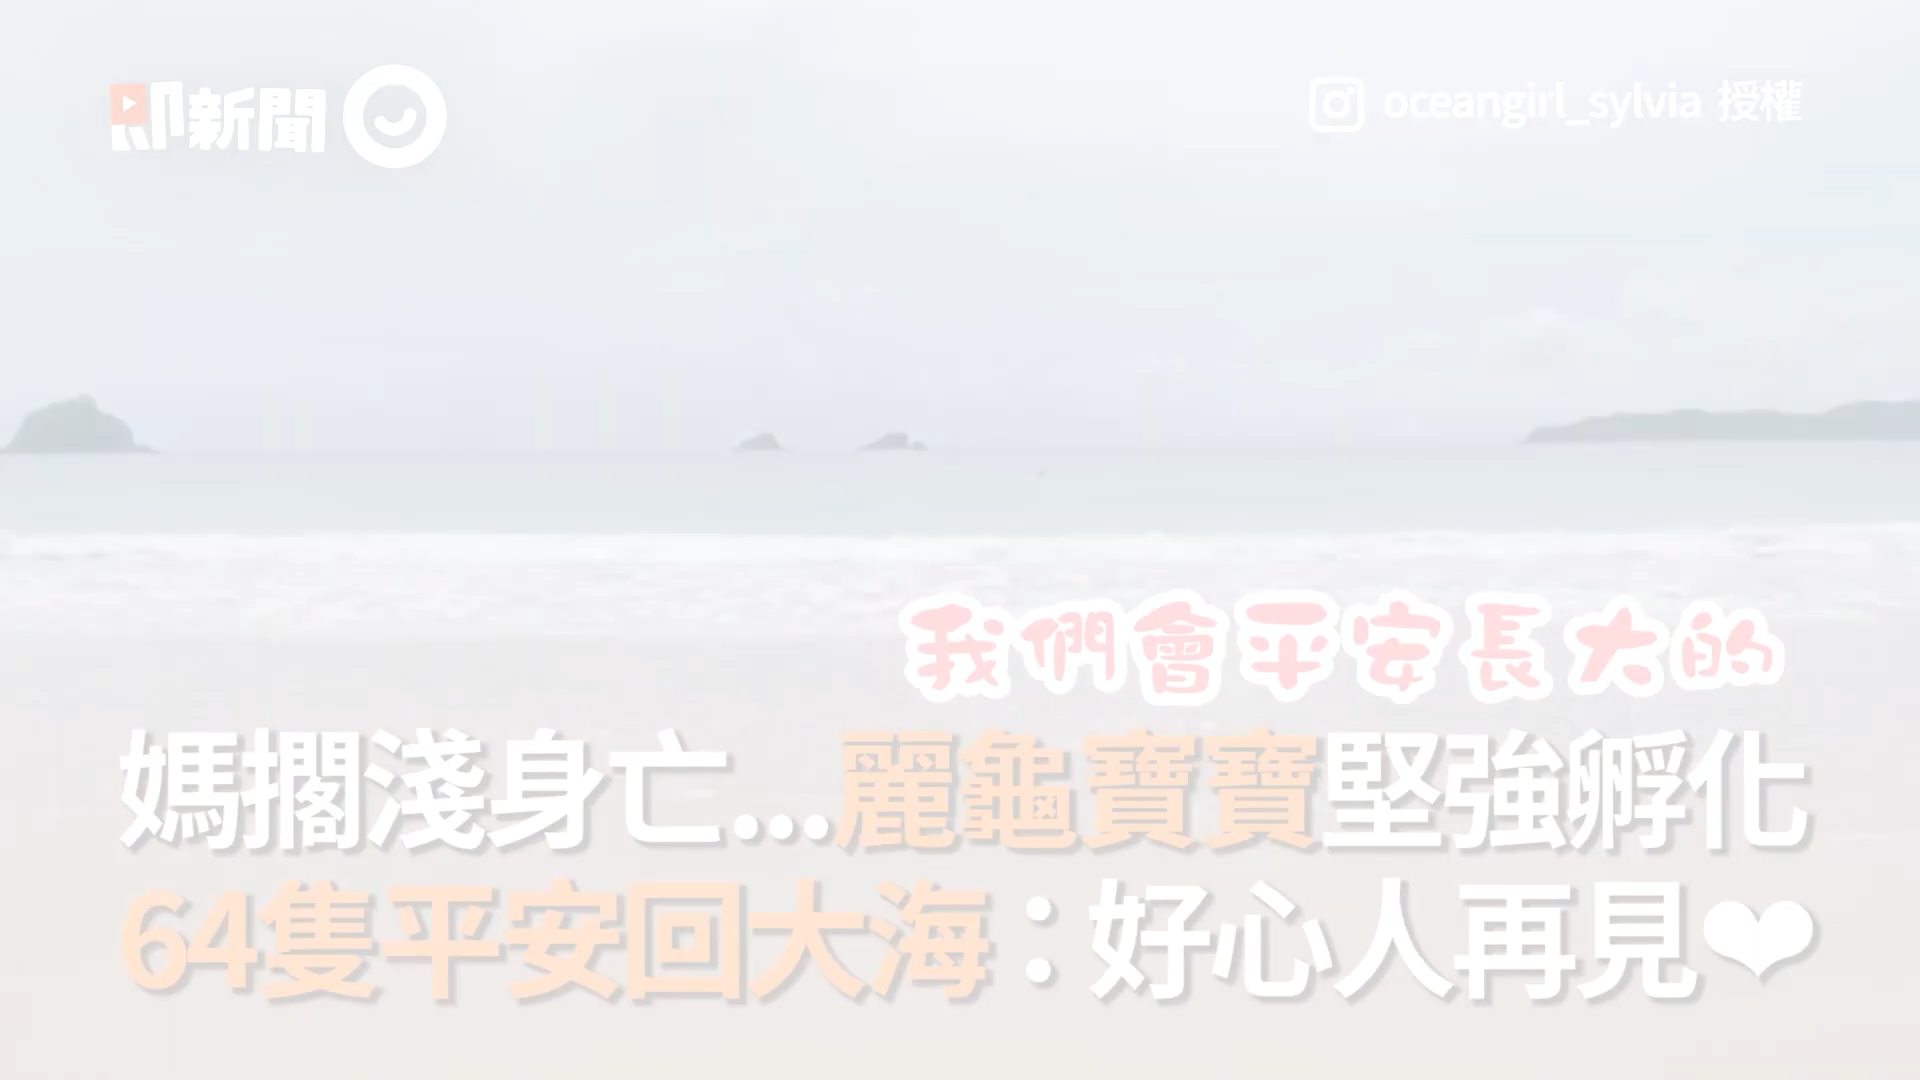 即新聞
oceangirl_sylvia 授權
我們會平安長大的
媽擱淺身亡...麗龜寶寶堅強孵化
64隻平安回大海：好心人再見❤